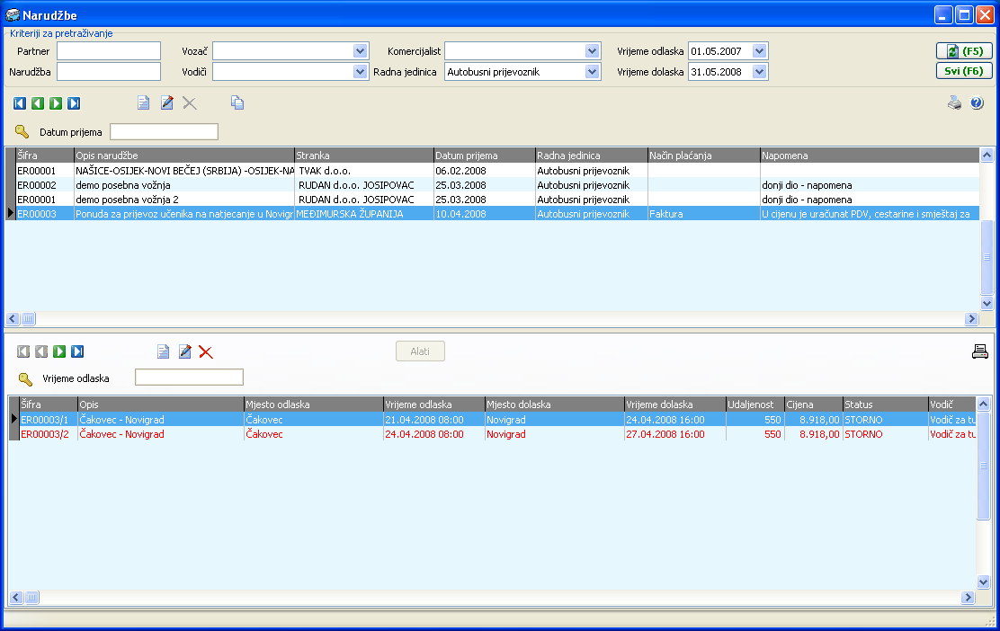 Narudžbe
Kriteriji za pretraživanje
Partner Vozač Komercijalist Vrijeme odlaska 01.05.2007 (F5)
Narudžba Vodiči Radna jedinica Autobusni prijevoznik Vrijeme dolaska 31.05.2008 Svi (F6)
Datum prijema
Šifra Opis narudžbe Stranka Datum prijema Radna jedinica Način plaćanja Napomena
ER00001 NAŠICE-OSIJEK-NOVI BEČEJ (SRBIJA) -OSIJEK-NA TVAK d.o.o. 06.02.2008 Autobusni prijevoznik
ER00002 demo posebna vožnja RUDAN d.o.o. JOSIPOVAC 25.03.2008 Autobusni prijevoznik donji dio - napomena
ER00001 demo posebna vožnja 2 RUDAN d.o.o. JOSIPOVAC 25.03.2008 Autobusni prijevoznik donji dio - napomena
ER00003 Ponuda za prijevoz učenika na natjecanje u Novigr MEĐIMURSKA ŽUPANIJA 10.04.2008 Autobusni prijevoznik Faktura U cijenu je uračunat PDV, cestarine i smještaj za
Alati
Vrijeme odlaska
Šifra Opis Mjesto odlaska Vrijeme odlaska Mjesto dolaska Vrijeme dolaska Udaljenost Cijena Status Vodič
ER00003/1 Čakovec - Novigrad Čakovec 21.04.2008 08:00 Novigrad 24.04.2008 16:00 550 8.918,00 STORNO Vodič za tu
ER00003/2 Čakovec - Novigrad Čakovec 24.04.2008 08:00 Novigrad 27.04.2008 16:00 550 8.918,00 STORNO Vodič za tu